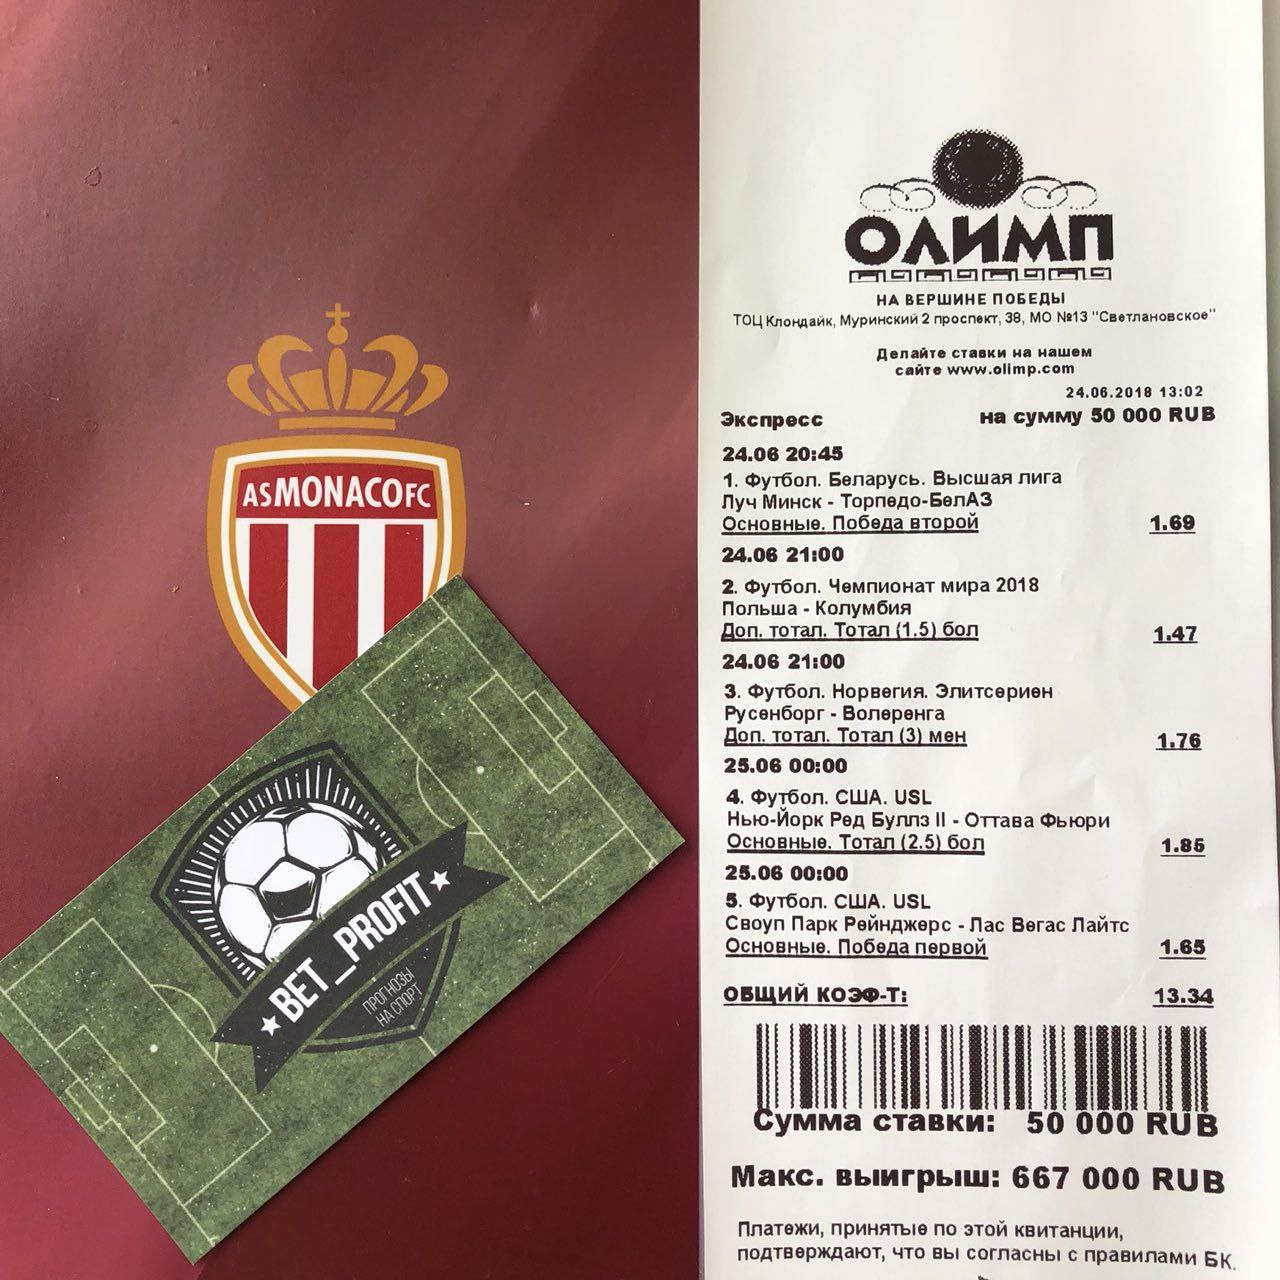 ASMONACOFC
BET_PROFIT
ПРОГНОЗЫ
НА СПОРТ
ОЛИМП
НА ВЕРШИНЕ ПОБЕДЫ
ТОЦ Клондайк, Муринский 2 проспект, 38, МО №13 "Светлановское"
Делайте ставки на нашем
сайте www.olimp.com
24.06.2018 13:02
Экспресс на сумму 50 000 RUB
24.06 20:45
1. Футбол. Беларусь. Высшая лига
Луч Минск - Торпедо-БелАЗ
Основные. Победа второй 1.69
24.06 21:00
2. Футбол. Чемпионат мира 2018
Польша - Колумбия
Доп. тотал. Тотал (1.5) бол 1.47
24.06 21:00
3. Футбол. Норвегия. Элитсериен
Русенборг - Волеренга
Доп. тотал. Тотал (3) мен 1.76
25.06 00:00
4. Футбол. США. USL
Нью-Йорк Ред Буллз II - Оттава Фьюри
Основные. Тотал (2.5) бол 1.85
25.06 00:00
5. Футбол. США. USL
Своуп Парк Рейнджерс - Лас Вегас Лайтс
Основные. Победа первой 1.65
ОБЩИЙ КОЭФ-Т: 13.34
Сумма ставки: 50 000 RUB
Макс. выигрыш: 667 000 RUB
Платежи, принятые по этой квитанции,
подтверждают, что вы согласны с правилами БК.